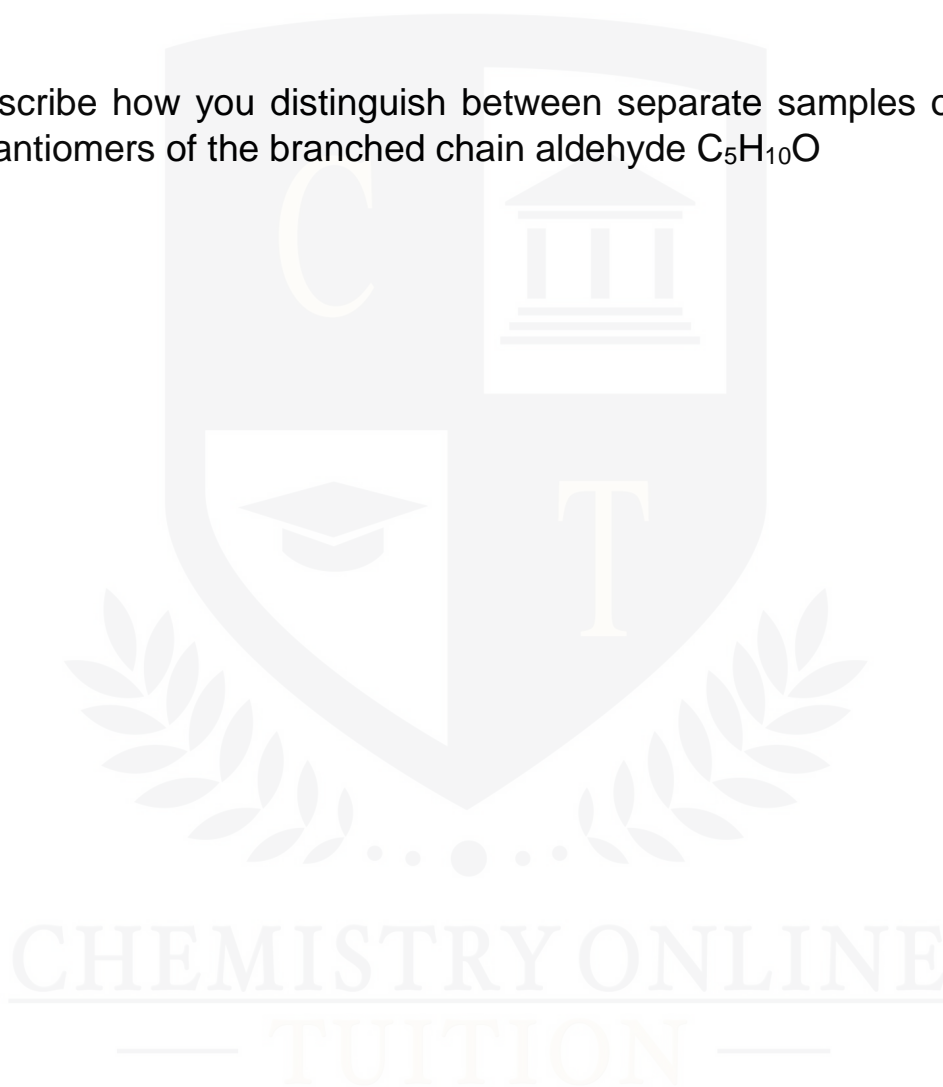 scribe how you distinguish between separate samples o
antiomers of the branched chain aldehyde C₅H₁₀O
C
T
CHEMISTRY ONLINE
TUITION